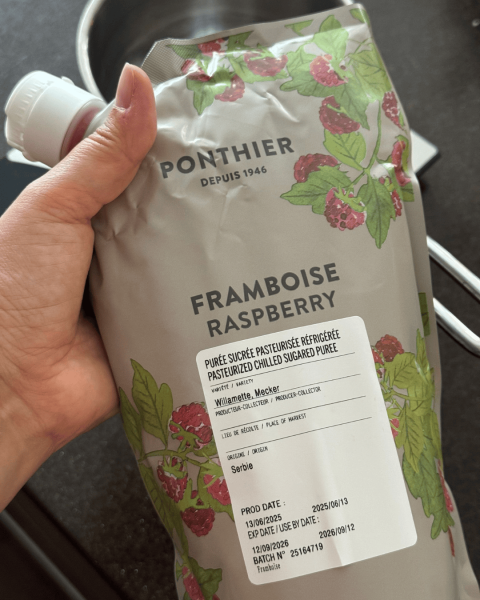 PONTHIER
DEPUIS 1946
FRAMBOISE
RASPBERRY
PURÉE SUCRÉE PASTEURISÉE RÉFRIGÉRÉE
PASTEURIZED CHILLED SUGARED PUREE
VARIÉTÉ / VARIETY
Willamette, Mecker
PRODUCTEUR-COLLECTEUR / PRODUCER-COLLECTOR
LIEU DE RÉCOLTE / PLACE OF HARVEST
ORIGINE / ORIGIN
Serbie
PROD DATE :
13/06/2025 2025/06/13
EXP DATE / USE BY DATE :
12/09/2026 2026/09/12
BATCH N° 25164719
Framboise